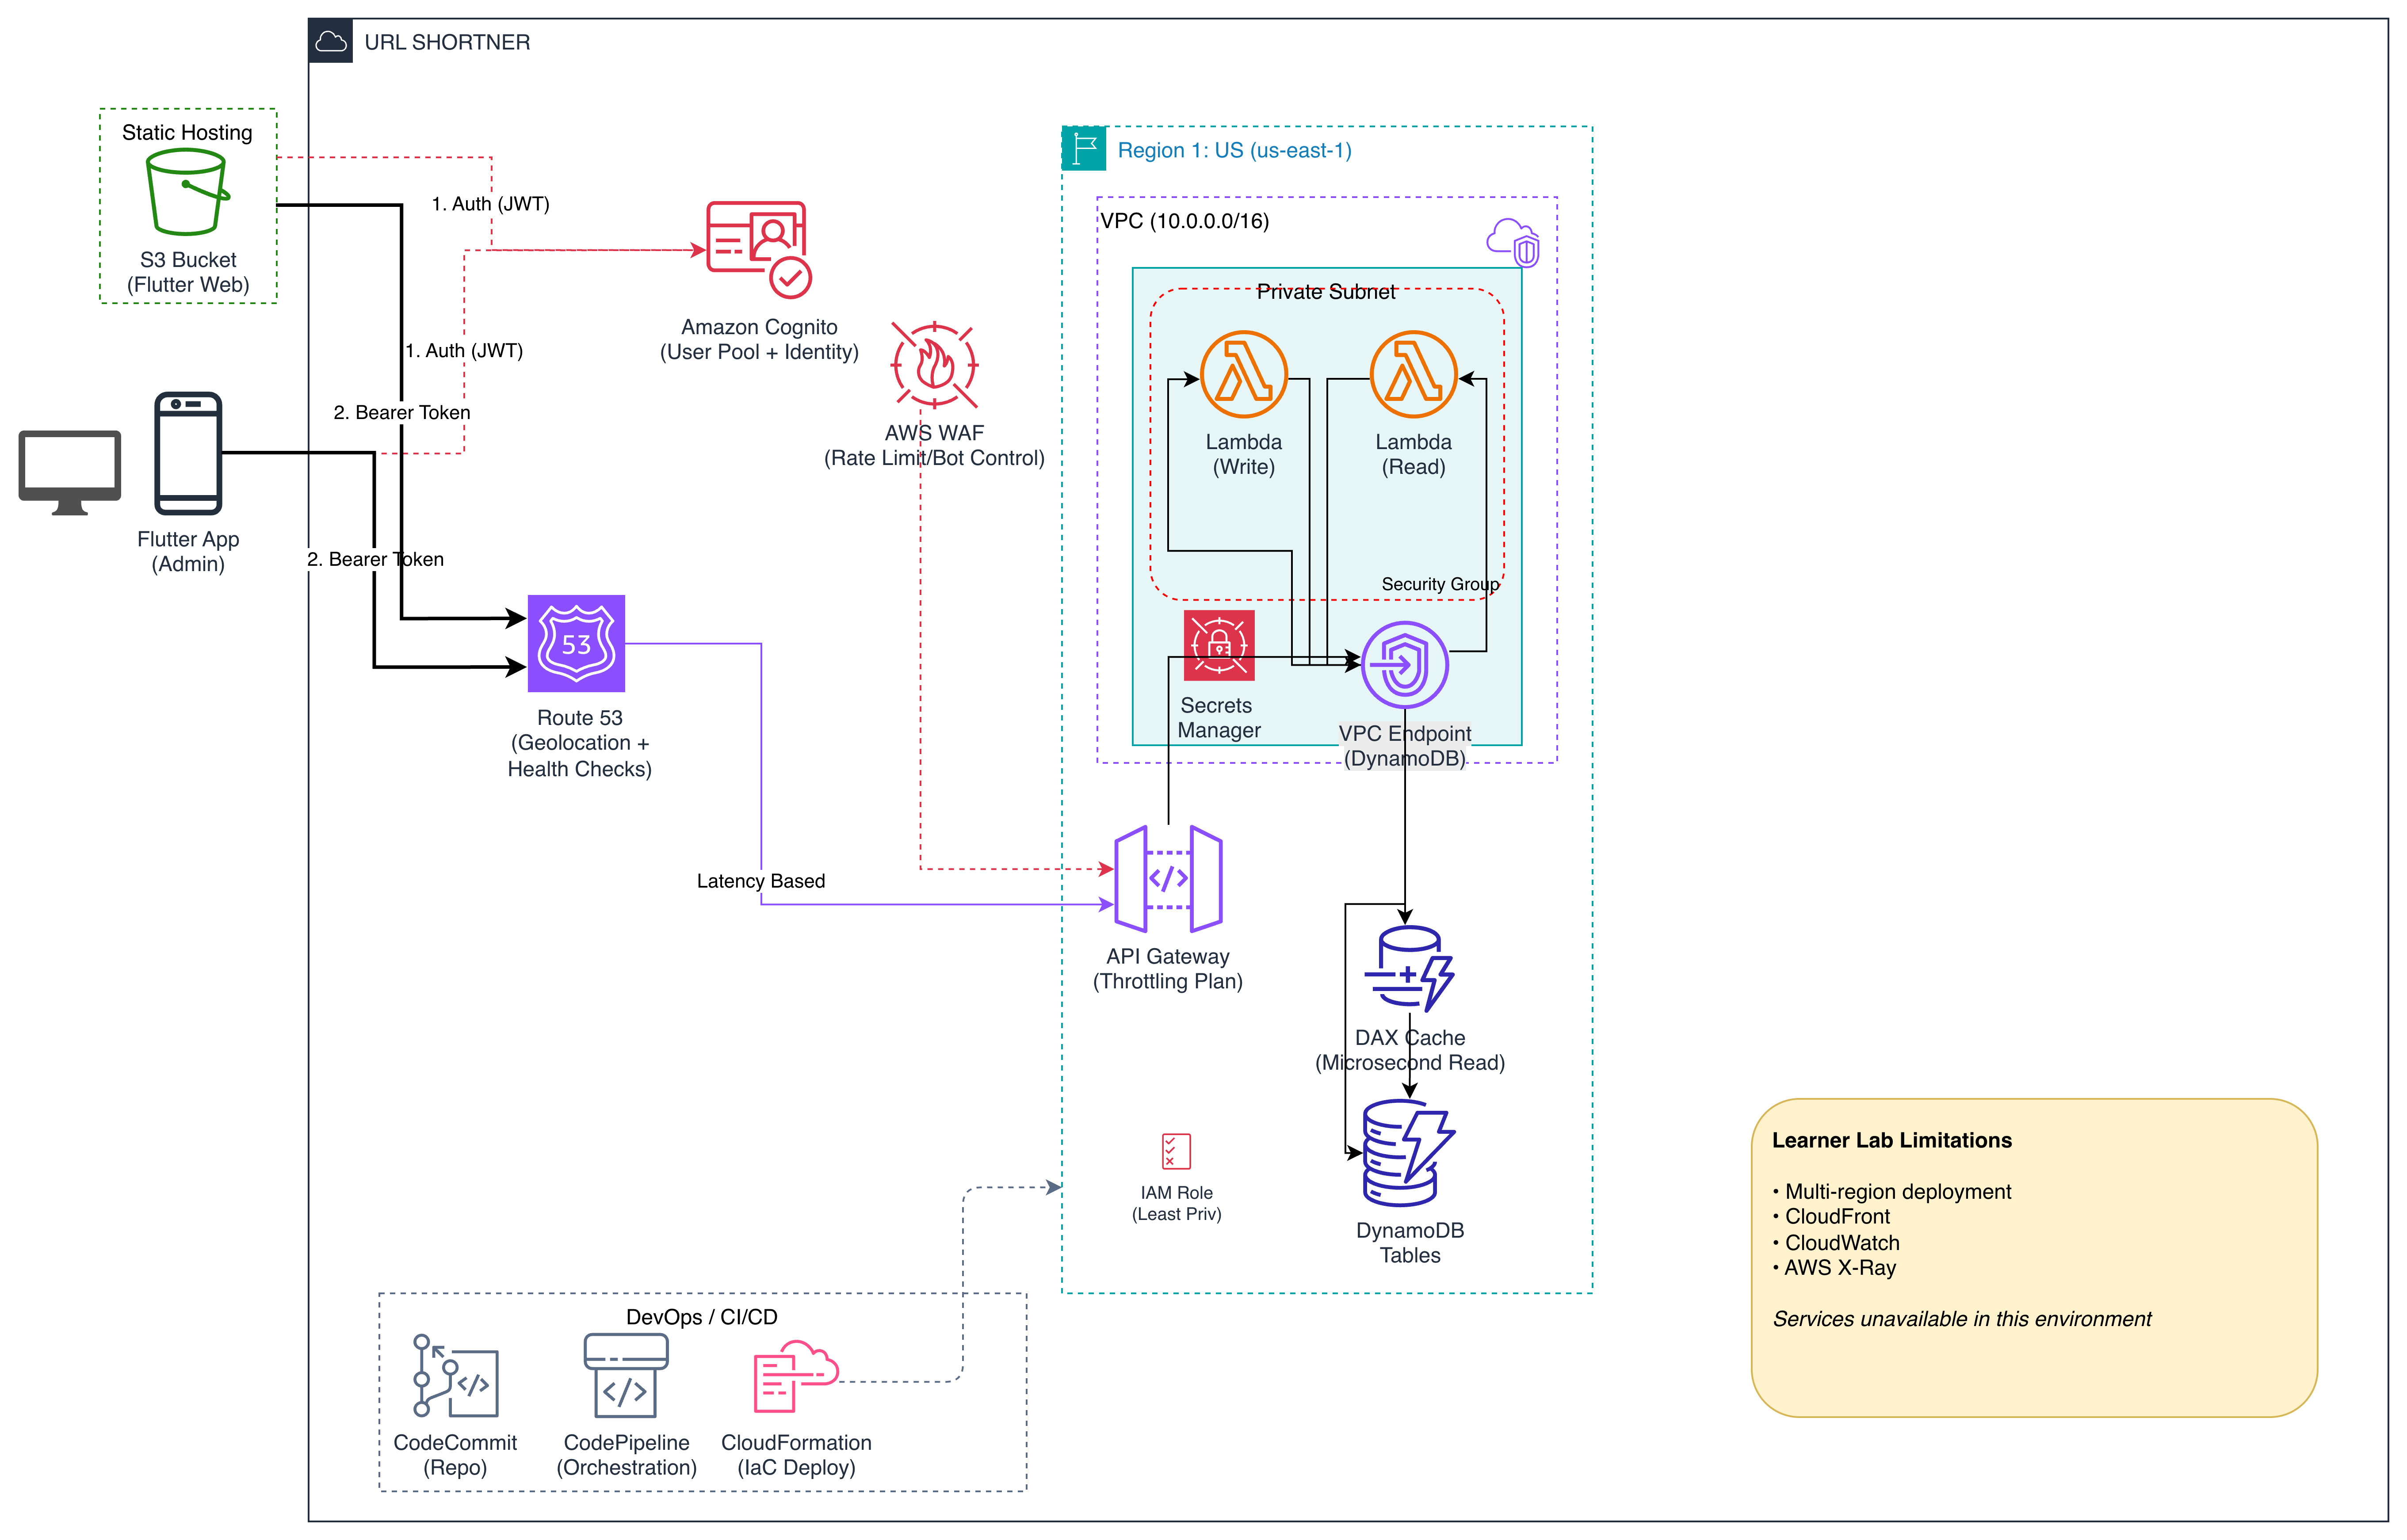 URL SHORTNER
Static Hosting
S3 Bucket
(Flutter Web)
1. Auth (JWT)
1. Auth (JWT)
2. Bearer Token
2. Bearer Token
Flutter App
(Admin)
Amazon Cognito
(User Pool + Identity)
AWS WAF
(Rate Limit/Bot Control)
53
Route 53
(Geolocation +
Health Checks)
Latency Based
Region 1: US (us-east-1)
VPC (10.0.0.0/16)
Private Subnet
Lambda
(Write)
Lambda
(Read)
Security Group
Secrets
Manager
VPC Endpoint
(DynamoDB)
API Gateway
(Throttling Plan)
DAX Cache
(Microsecond Read)
IAM Role
(Least Priv)
DynamoDB
Tables
DevOps / CI/CD
CodeCommit
(Repo)
CodePipeline
(Orchestration)
CloudFormation
(IaC Deploy)
Learner Lab Limitations
• Multi-region deployment
• CloudFront
• CloudWatch
• AWS X-Ray
Services unavailable in this environment